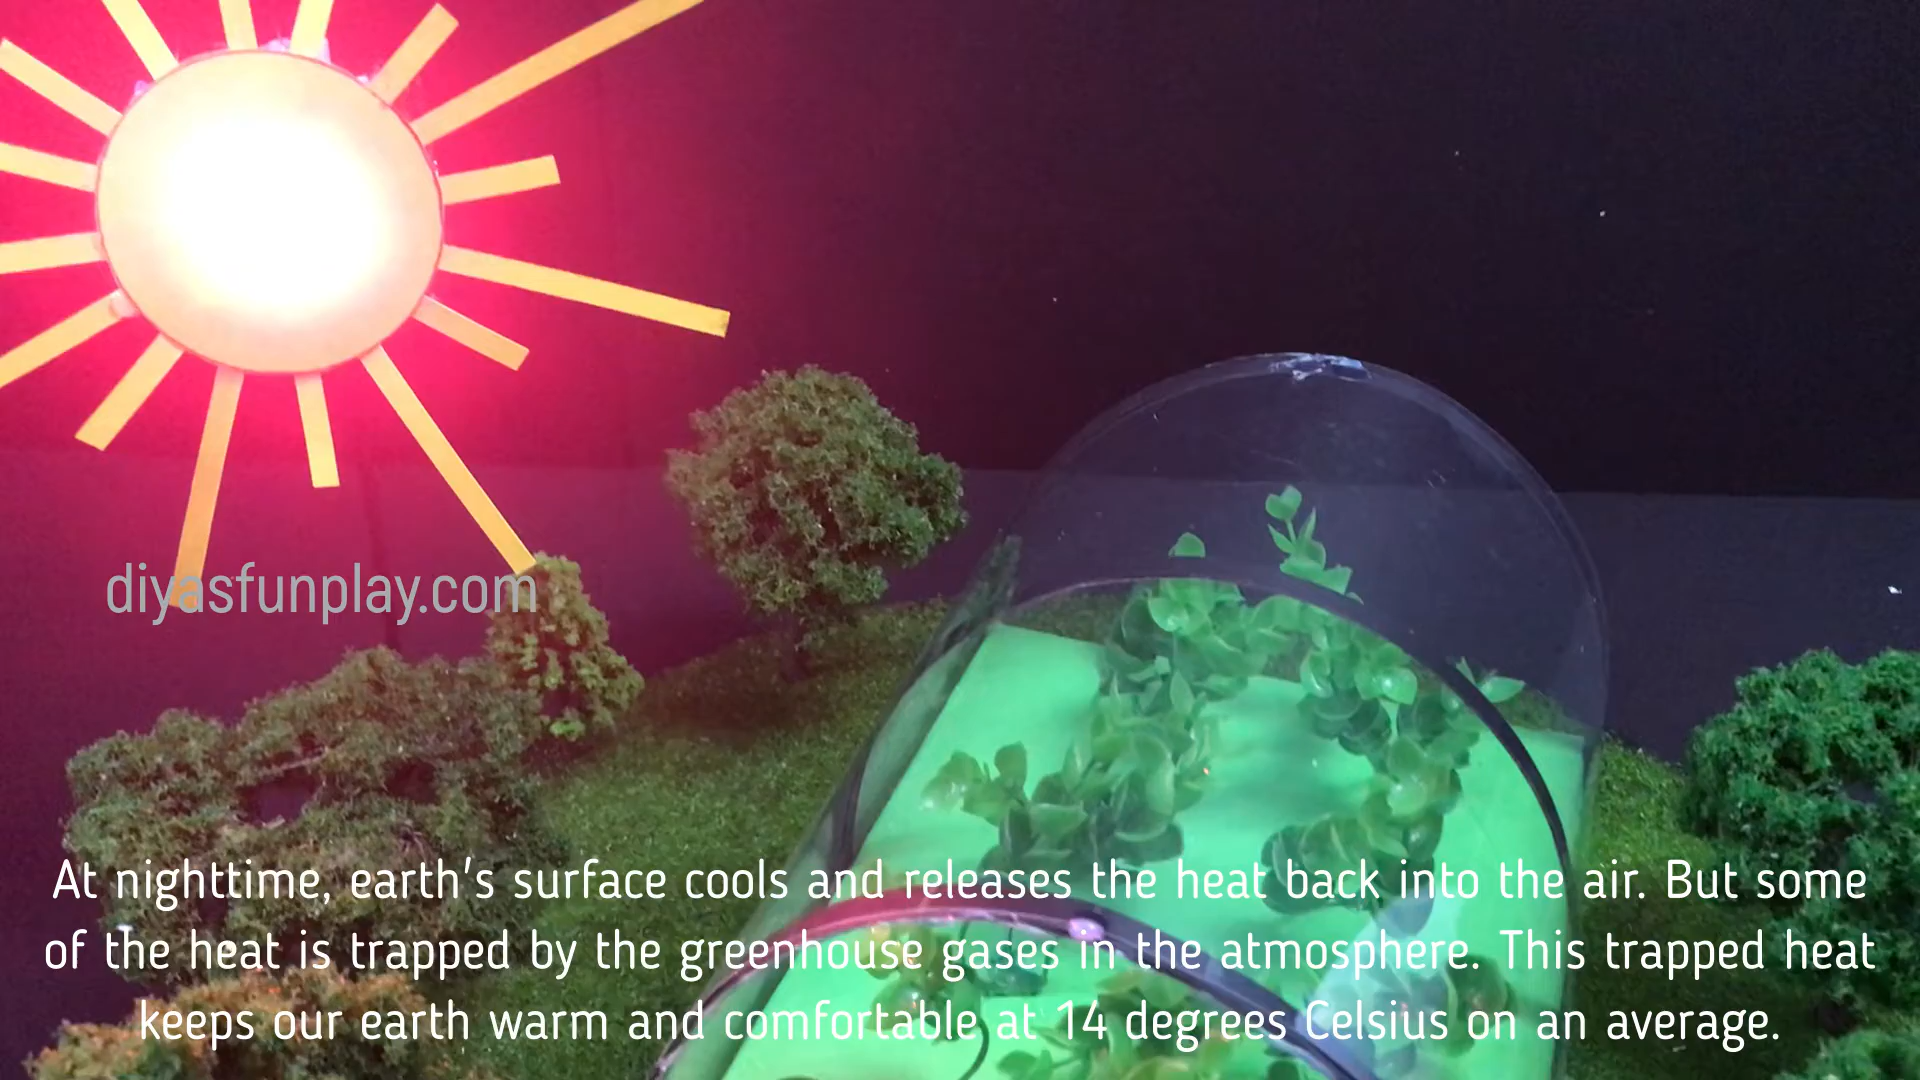 diyasfunplay.com
At nighttime, earth's surface cools and releases the heat back into the air. But some
of the heat is trapped by the greenhouse gases in the atmosphere. This trapped heat
keeps our earth warm and comfortable at 14 degrees Celsius on an average.